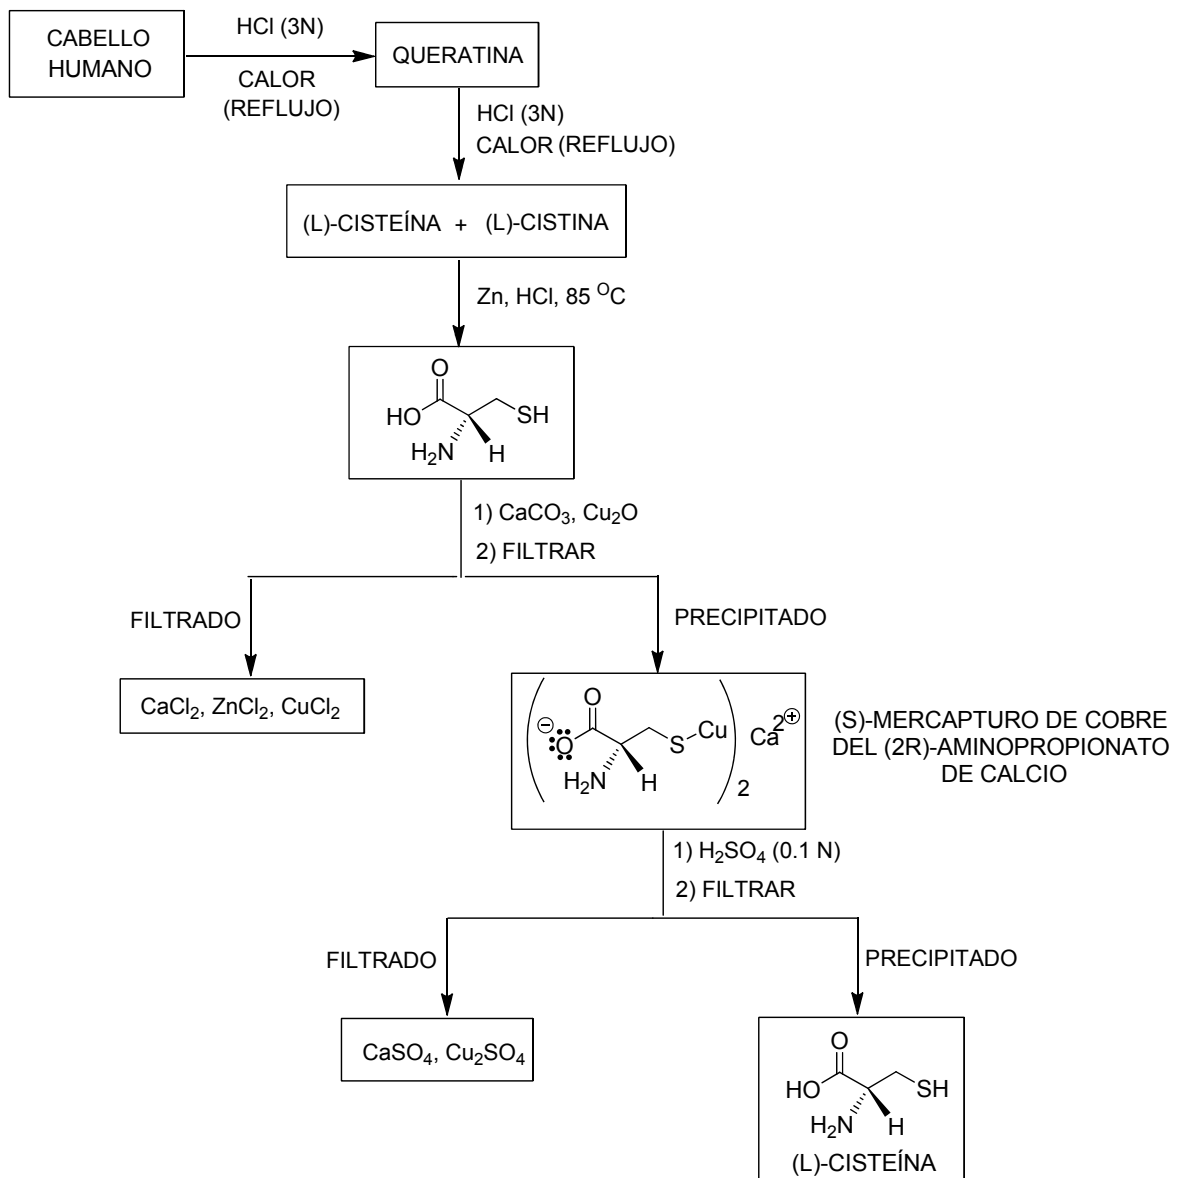 CABELLO
HUMANO
HCl (3N)
CALOR
(REFLUJO)
QUERATINA
HCl (3N)
CALOR (REFLUJO)
(L)-CISTEÍNA + (L)-CISTINA
Zn, HCl, 85 °C
O
HO
SH
H₂N
H
1) CaCO₃, Cu₂O
2) FILTRAR
FILTRADO
PRECIPITADO
CaCl₂, ZnCl₂, CuCl₂
O
⊖
O
S
Cu
H₂N
H
2
Ca²⊕
(S)-MERCAPTURO DE COBRE
DEL (2R)-AMINOPROPIONATO
DE CALCIO
1) H₂SO₄ (0.1 N)
2) FILTRAR
FILTRADO
PRECIPITADO
CaSO₄, Cu₂SO₄
O
HO
SH
H₂N
H
(L)-CISTEÍNA